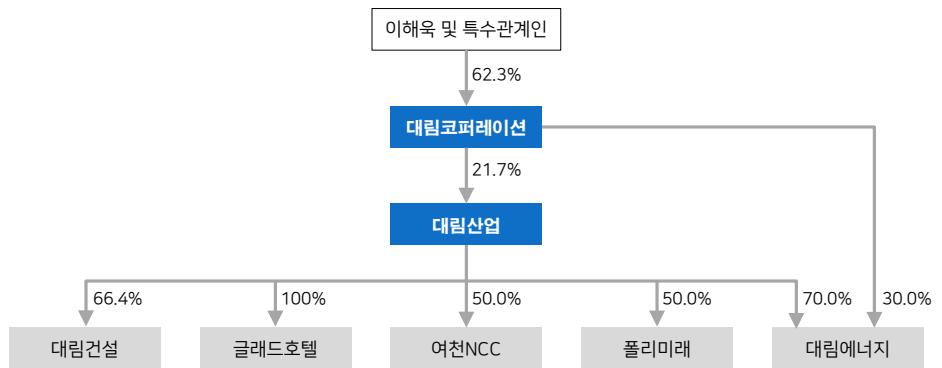 이해욱 및 특수관계인
62.3%
대림코퍼레이션
21.7%
대림산업
66.4%
100%
50.0%
50.0%
70.0%
30.0%
대림건설
글래드호텔
여천NCC
폴리미래
대림에너지